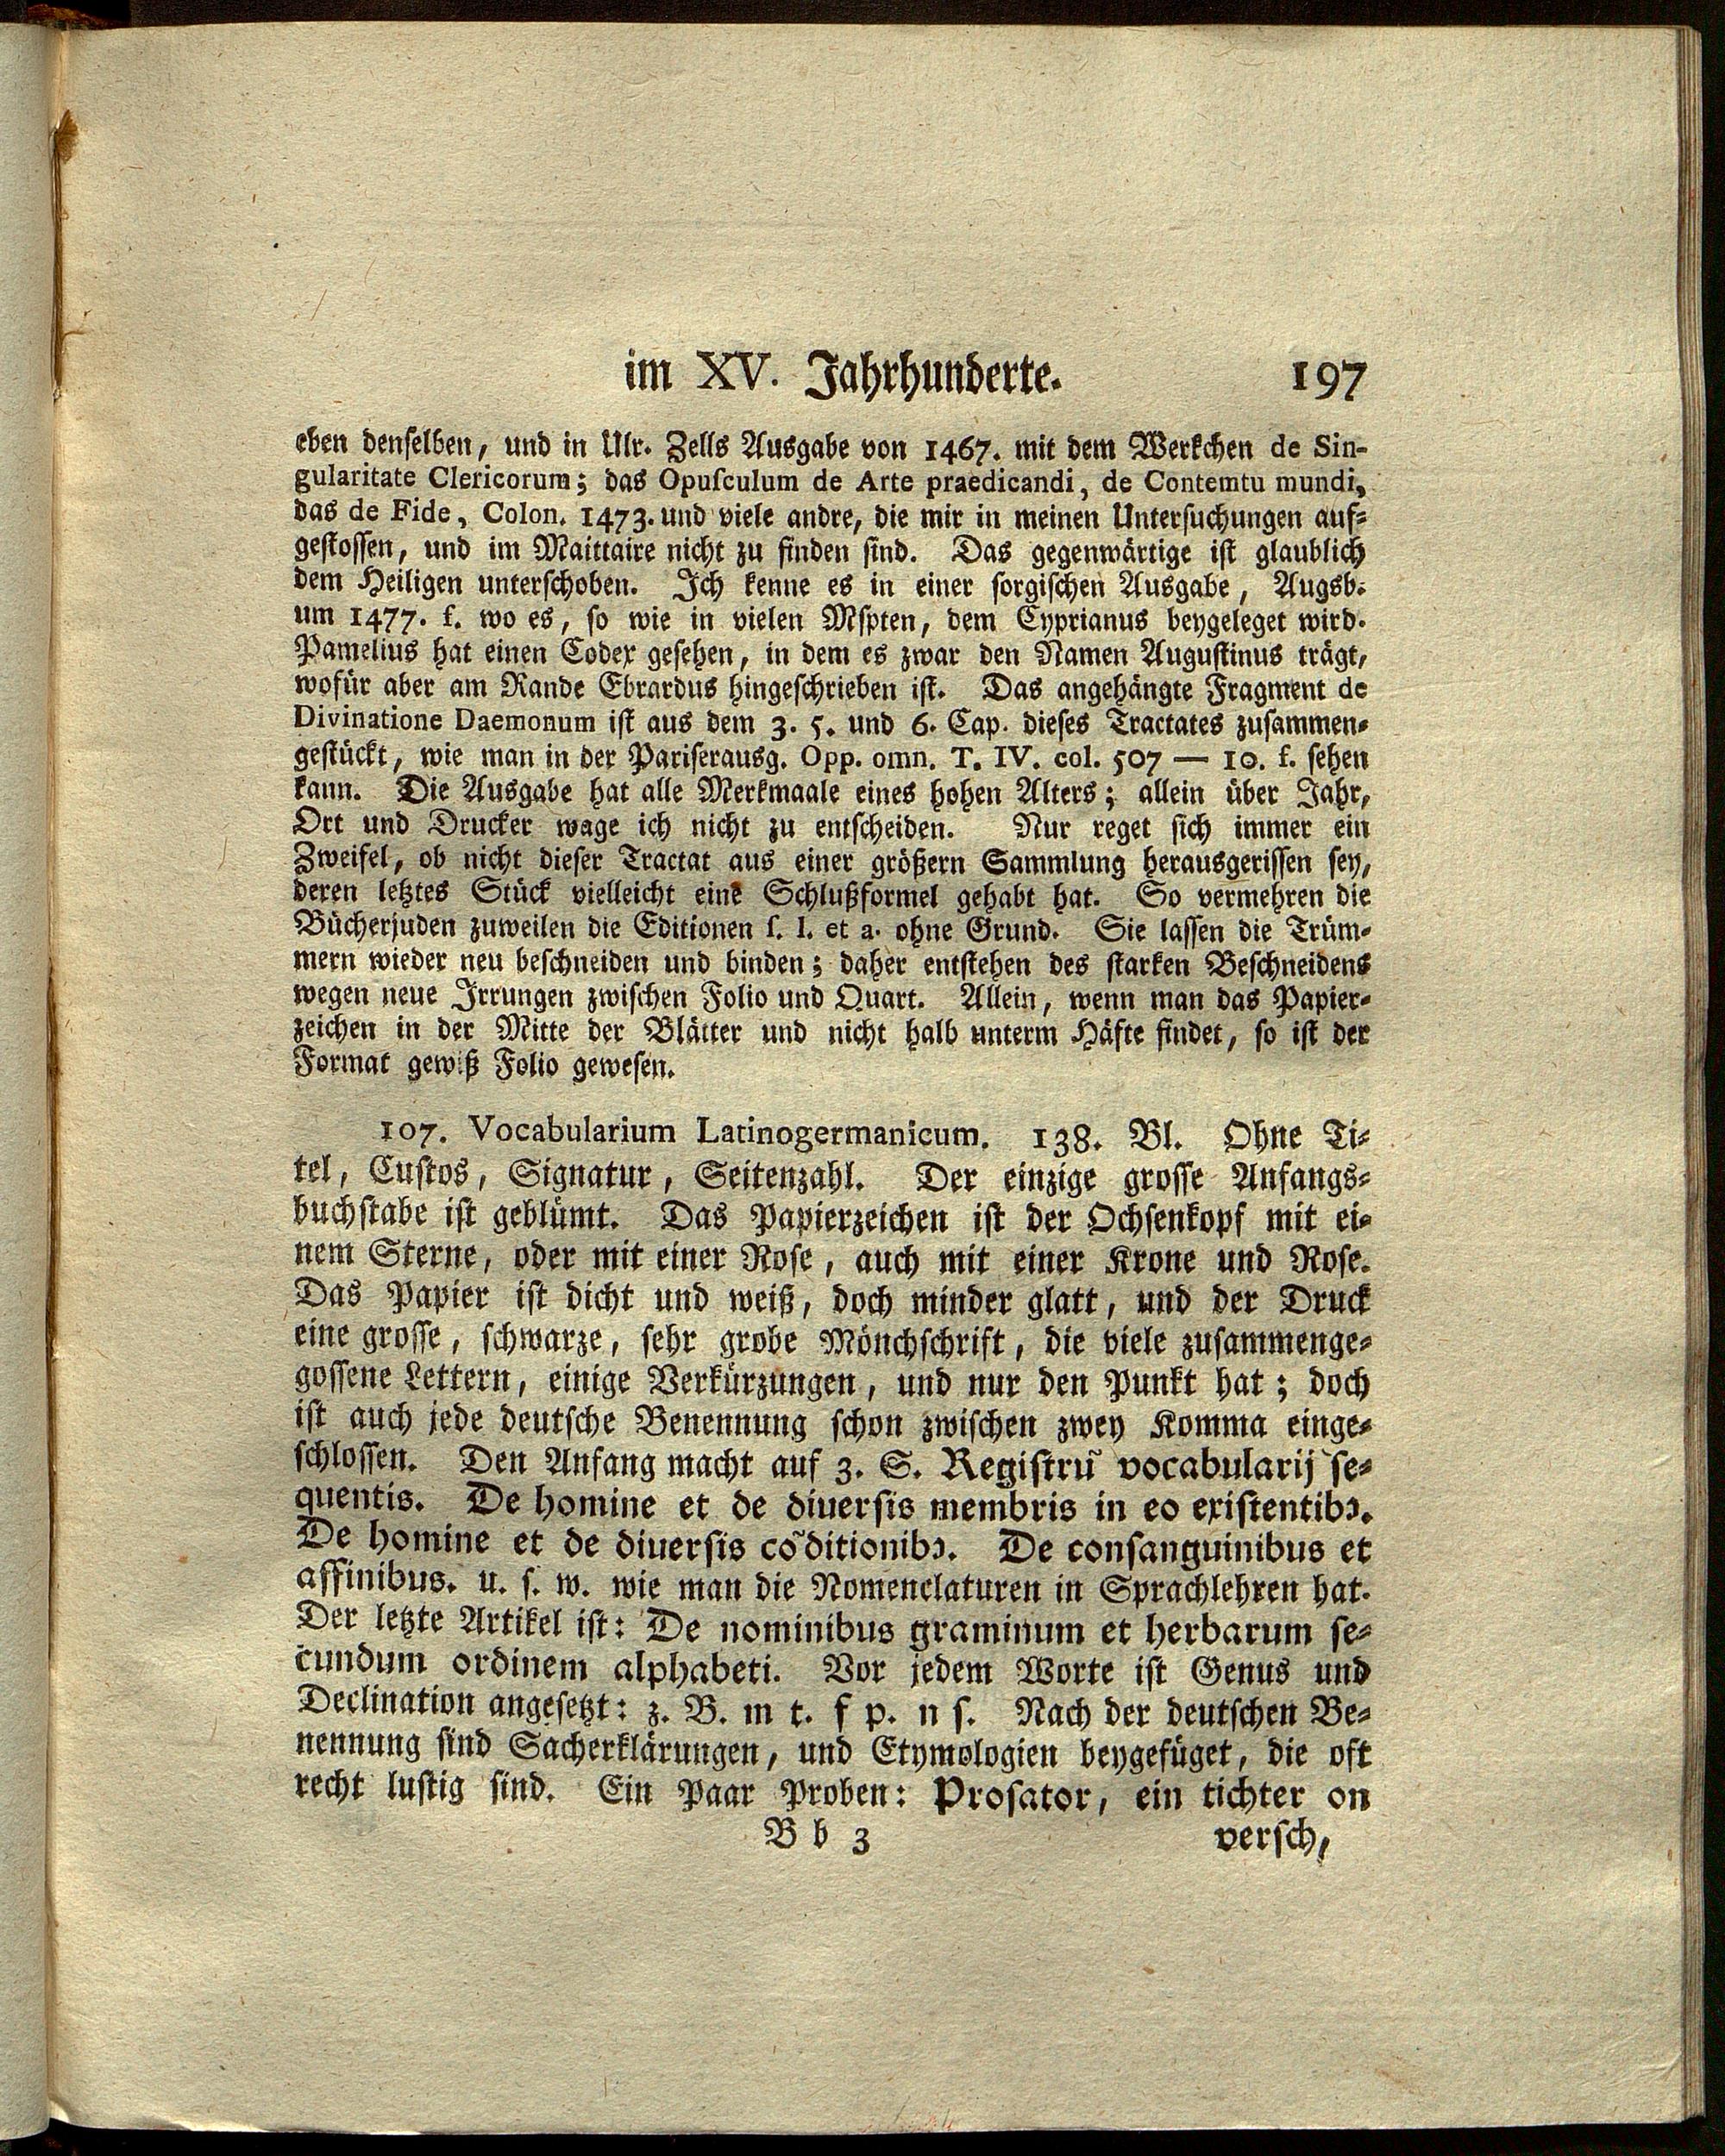 im XV. Jahrhunderte. 197
eben denselben, und in Ulr. Zells Ausgabe von 1467. mit dem Werkchen de Sin-
gularitate Clericorum; das Opusculum de Arte praedicandi, de Contemtu mundi,
das de Fide, Colon. 1473. und viele andre, die mir in meinen Untersuchungen auf-
gestossen, und im Maittaire nicht zu finden sind. Das gegenwärtige ist glaublich
dem Heiligen unterschoben. Ich kenne es in einer sorgischen Ausgabe, Augsb.
um 1477. f. wo es, so wie in vielen Mspten, dem Cyprianus beygeleget wird.
Pamelius hat einen Codex gesehen, in dem es zwar den Namen Augustinus trägt,
wofür aber am Rande Ebrardus hingeschrieben ist. Das angehängte Fragment de
Divinatione Daemonum ist aus dem 3. 5. und 6. Cap. dieses Tractates zusammen-
gestückt, wie man in der Pariserausg. Opp. omn. T. IV. col. 507 — 10. f. sehen
kann. Die Ausgabe hat alle Merkmaale eines hohen Alters; allein über Jahr,
Ort und Drucker wage ich nicht zu entscheiden. Nur reget sich immer ein
Zweifel, ob nicht dieser Tractat aus einer größern Sammlung herausgerissen sey,
deren letztes Stück vielleicht eine Schlußformel gehabt hat. So vermehren die
Bücherjuden zuweilen die Editionen s. l. et a. ohne Grund. Sie lassen die Trüm-
mern wieder neu beschneiden und binden; daher entstehen des starken Beschneidens
wegen neue Irrungen zwischen Folio und Quart. Allein, wenn man das Papier-
zeichen in der Mitte der Blätter und nicht halb unterm Häfte findet, so ist der
Format gewiß Folio gewesen.
107. Vocabularium Latinogermanicum. 138. Bl. Ohne Ti-
tel, Custos, Signatur, Seitenzahl. Der einzige grosse Anfangs-
buchstabe ist geblümt. Das Papierzeichen ist der Ochsenkopf mit ei-
nem Sterne, oder mit einer Rose, auch mit einer Krone und Rose.
Das Papier ist dicht und weiß, doch minder glatt, und der Druck
eine grosse, schwarze, sehr grobe Mönchschrift, die viele zusammenge-
gossene Lettern, einige Verkürzungen, und nur den Punkt hat; doch
ist auch jede deutsche Benennung schon zwischen zwey Komma einge-
schlossen. Den Anfang macht auf 3. S. Registrũ vocabularij se-
quentis. De homine et de diuersis membris in eo existentibꝫ.
De homine et de diuersis cõditionibꝫ. De consanguinibus et
affinibus. u. s. w. wie man die Nomenclaturen in Sprachlehren hat.
Der letzte Artikel ist: De nominibus graminum et herbarum se-
cundum ordinem alphabeti. Vor jedem Worte ist Genus und
Declination angesetzt: z. B. m t. f p. n s. Nach der deutschen Be-
nennung sind Sacherklärungen, und Etymologien beygefüget, die oft
recht lustig sind. Ein Paar Proben: Prosator, ein tichter on
B b 3 versch,